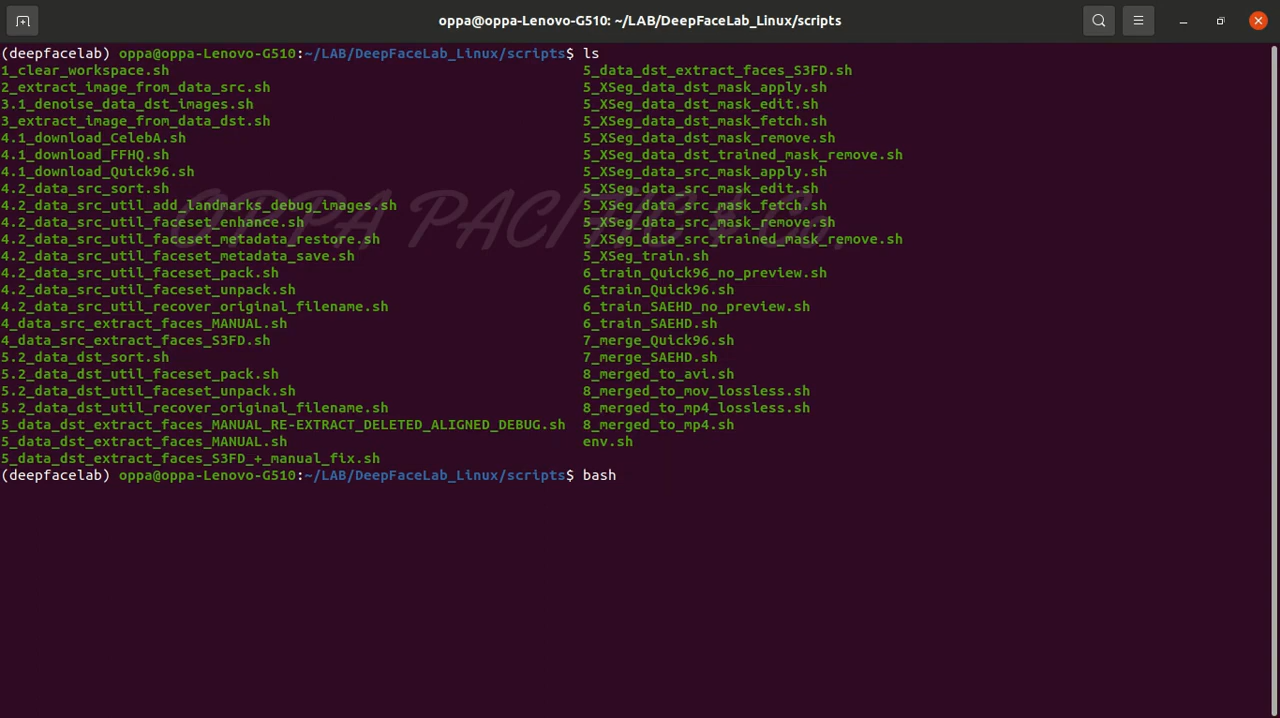 oppa@oppa-Lenovo-G510: ~/LAB/DeepFaceLab_Linux/scripts
(deepfacelab) oppa@oppa-Lenovo-G510:~/LAB/DeepFaceLab_Linux/scripts$ ls
1_clear_workspace.sh
2_extract_image_from_data_src.sh
3.1_denoise_data_dst_images.sh
3_extract_image_from_data_dst.sh
4.1_download_CelebA.sh
4.1_download_FFHQ.sh
4.1_download_Quick96.sh
4.2_data_src_sort.sh
4.2_data_src_util_add_landmarks_debug_images.sh
4.2_data_src_util_faceset_enhance.sh
4.2_data_src_util_faceset_metadata_restore.sh
4.2_data_src_util_faceset_metadata_save.sh
4.2_data_src_util_faceset_pack.sh
4.2_data_src_util_faceset_unpack.sh
4.2_data_src_util_recover_original_filename.sh
4_data_src_extract_faces_MANUAL.sh
4_data_src_extract_faces_S3FD.sh
5.2_data_dst_sort.sh
5.2_data_dst_util_faceset_pack.sh
5.2_data_dst_util_faceset_unpack.sh
5.2_data_dst_util_recover_original_filename.sh
5_data_dst_extract_faces_MANUAL_RE-EXTRACT_DELETED_ALIGNED_DEBUG.sh
5_data_dst_extract_faces_MANUAL.sh
5_data_dst_extract_faces_S3FD_+_manual_fix.sh
5_data_dst_extract_faces_S3FD.sh
5_XSeg_data_dst_mask_apply.sh
5_XSeg_data_dst_mask_edit.sh
5_XSeg_data_dst_mask_fetch.sh
5_XSeg_data_dst_mask_remove.sh
5_XSeg_data_dst_trained_mask_remove.sh
5_XSeg_data_src_mask_apply.sh
5_XSeg_data_src_mask_edit.sh
5_XSeg_data_src_mask_fetch.sh
5_XSeg_data_src_mask_remove.sh
5_XSeg_data_src_trained_mask_remove.sh
5_XSeg_train.sh
6_train_Quick96_no_preview.sh
6_train_Quick96.sh
6_train_SAEHD_no_preview.sh
6_train_SAEHD.sh
7_merge_Quick96.sh
7_merge_SAEHD.sh
8_merged_to_avi.sh
8_merged_to_mov_lossless.sh
8_merged_to_mp4_lossless.sh
8_merged_to_mp4.sh
env.sh
(deepfacelab) oppa@oppa-Lenovo-G510:~/LAB/DeepFaceLab_Linux/scripts$ bash
OPPA PACIFIC & Co.